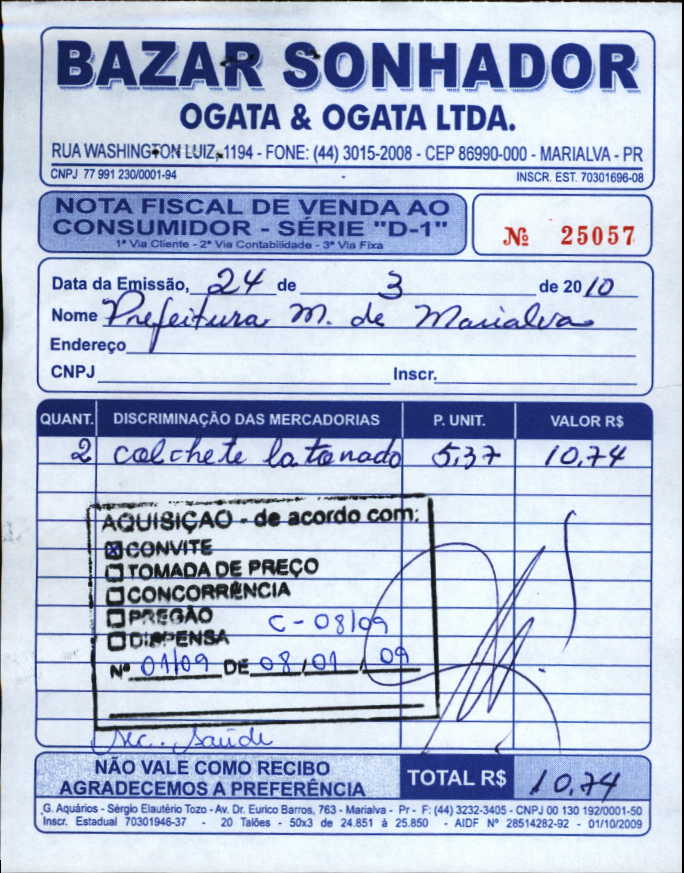 BAZAR SONHADOR
OGATA & OGATA LTDA.
RUA WASHINGTON LUIZ, 1194 - FONE: (44) 3015-2008 - CEP 86990-000 - MARIALVA - PR
CNPJ 77 991 230/0001-94 INSCR. EST. 70301696-08
NOTA FISCAL DE VENDA AO
CONSUMIDOR - SÉRIE "D-1"
1ª Via Cliente - 2ª Via Contabilidade - 3ª Via Fixa
Nº 25057
Data da Emissão, 24 de 3 de 2010
Nome Prefeitura M. de Marialva
Endereço
CNPJ Inscr.
QUANT. DISCRIMINAÇÃO DAS MERCADORIAS P. UNIT. VALOR R$
2 colchete latonado 5,37 10,74
AQUISIÇAO - de acordo com:
X CONVITE
TOMADA DE PREÇO
CONCORRÊNCIA
PREGÃO
DISPENSA
C - 08/09
Nº 01/09 DE 08/01/09
Sec. Saúde
NÃO VALE COMO RECIBO
AGRADECEMOS A PREFERÊNCIA
TOTAL R$ 10,74
G. Aquários - Sérgio Elautério Tozo - Av. Dr. Eurico Barros, 763 - Marialva - Pr - F: (44) 3232-3405 - CNPJ 00 130 192/0001-50
Inscr. Estadual 70301946-37 - 20 Talões - 50x3 de 24.851 à 25.850 - AIDF Nº 28514282-92 - 01/10/2009